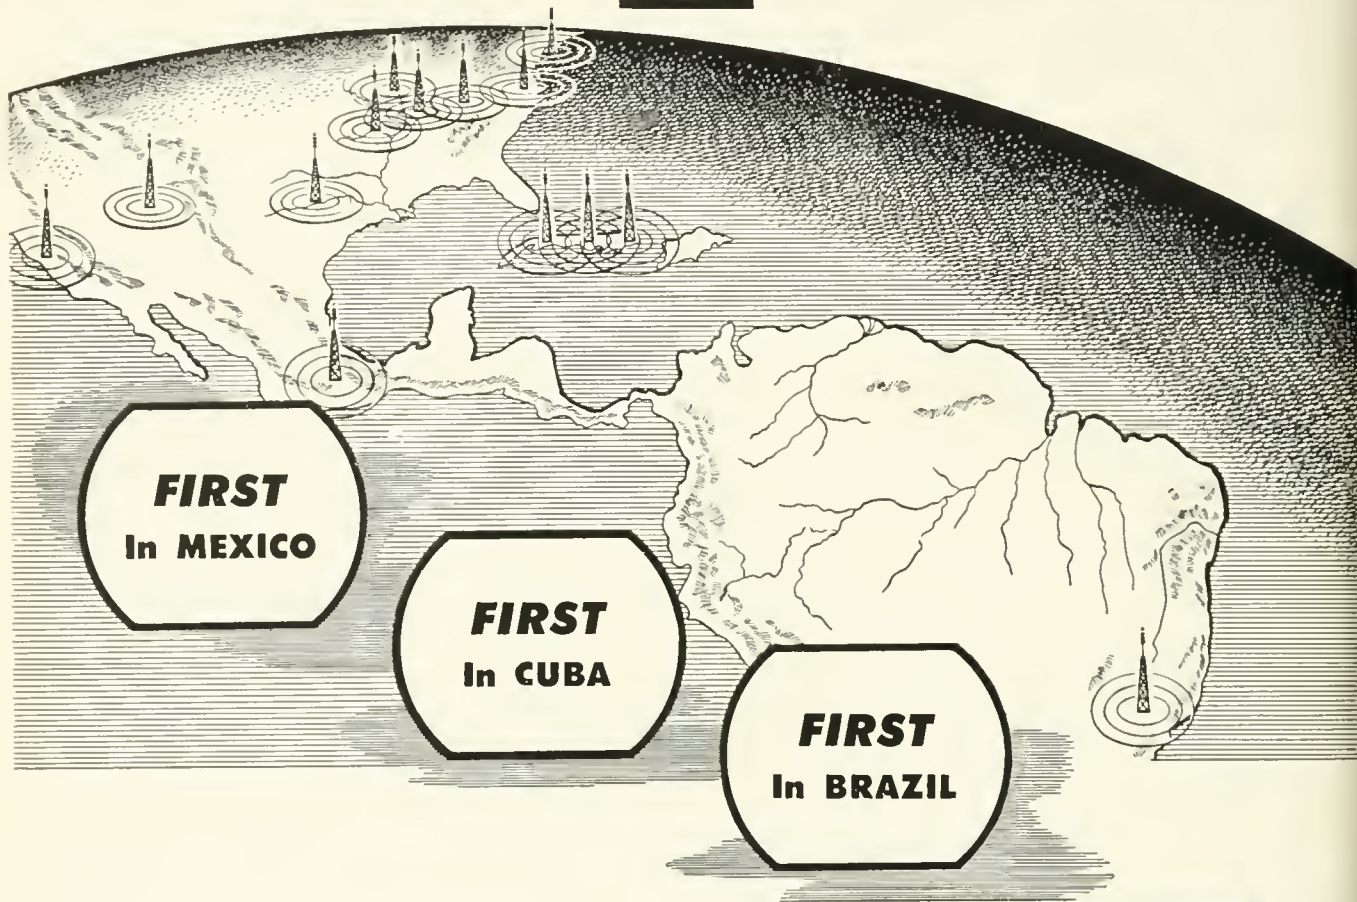 FIRST
In MEXICO
FIRST
In CUBA
FIRST
In BRAZIL